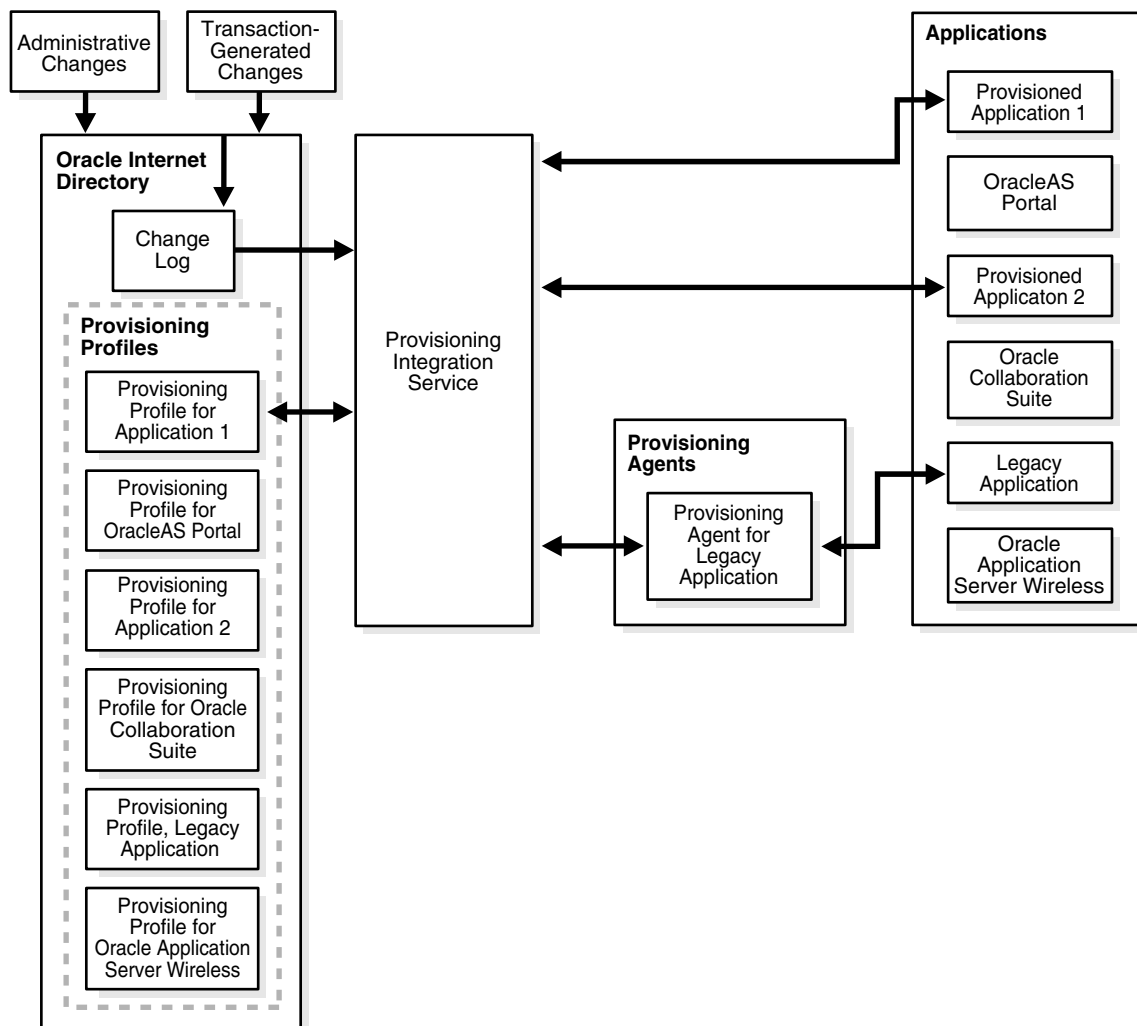 Administrative
Changes
Transaction-
Generated
Changes
Oracle Internet
Directory
Change
Log
Provisioning
Profiles
Provisioning
Profile for
Application 1
Provisioning
Profile for
OracleAS Portal
Provisioning
Profile for
Application 2
Provisioning
Profile for Oracle
Collaboration
Suite
Provisioning
Profile, Legacy
Application
Provisioning
Profile for
Oracle Application
Server Wireless
Provisioning
Integration
Service
Provisioning
Agents
Provisioning
Agent for
Legacy
Application
Applications
Provisioned
Application 1
OracleAS
Portal
Provisioned
Applicaton 2
Oracle
Collaboration
Suite
Legacy
Application
Oracle
Application
Server Wireless